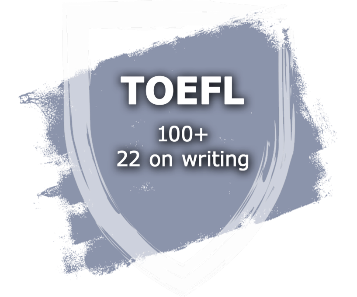 TOEFL
100+
22 on writing